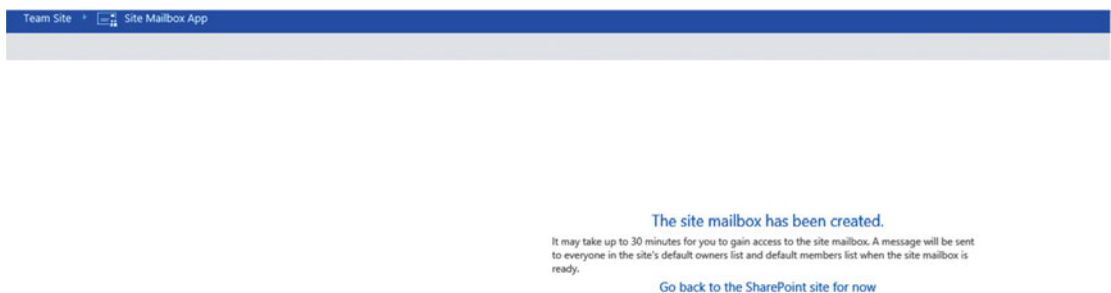 Team Site Site Mailbox App
The site mailbox has been created.
It may take up to 30 minutes for you to gain access to the site mailbox. A message will be sent
to everyone in the site's default owners list and default members list when the site mailbox is
ready.
Go back to the SharePoint site for now